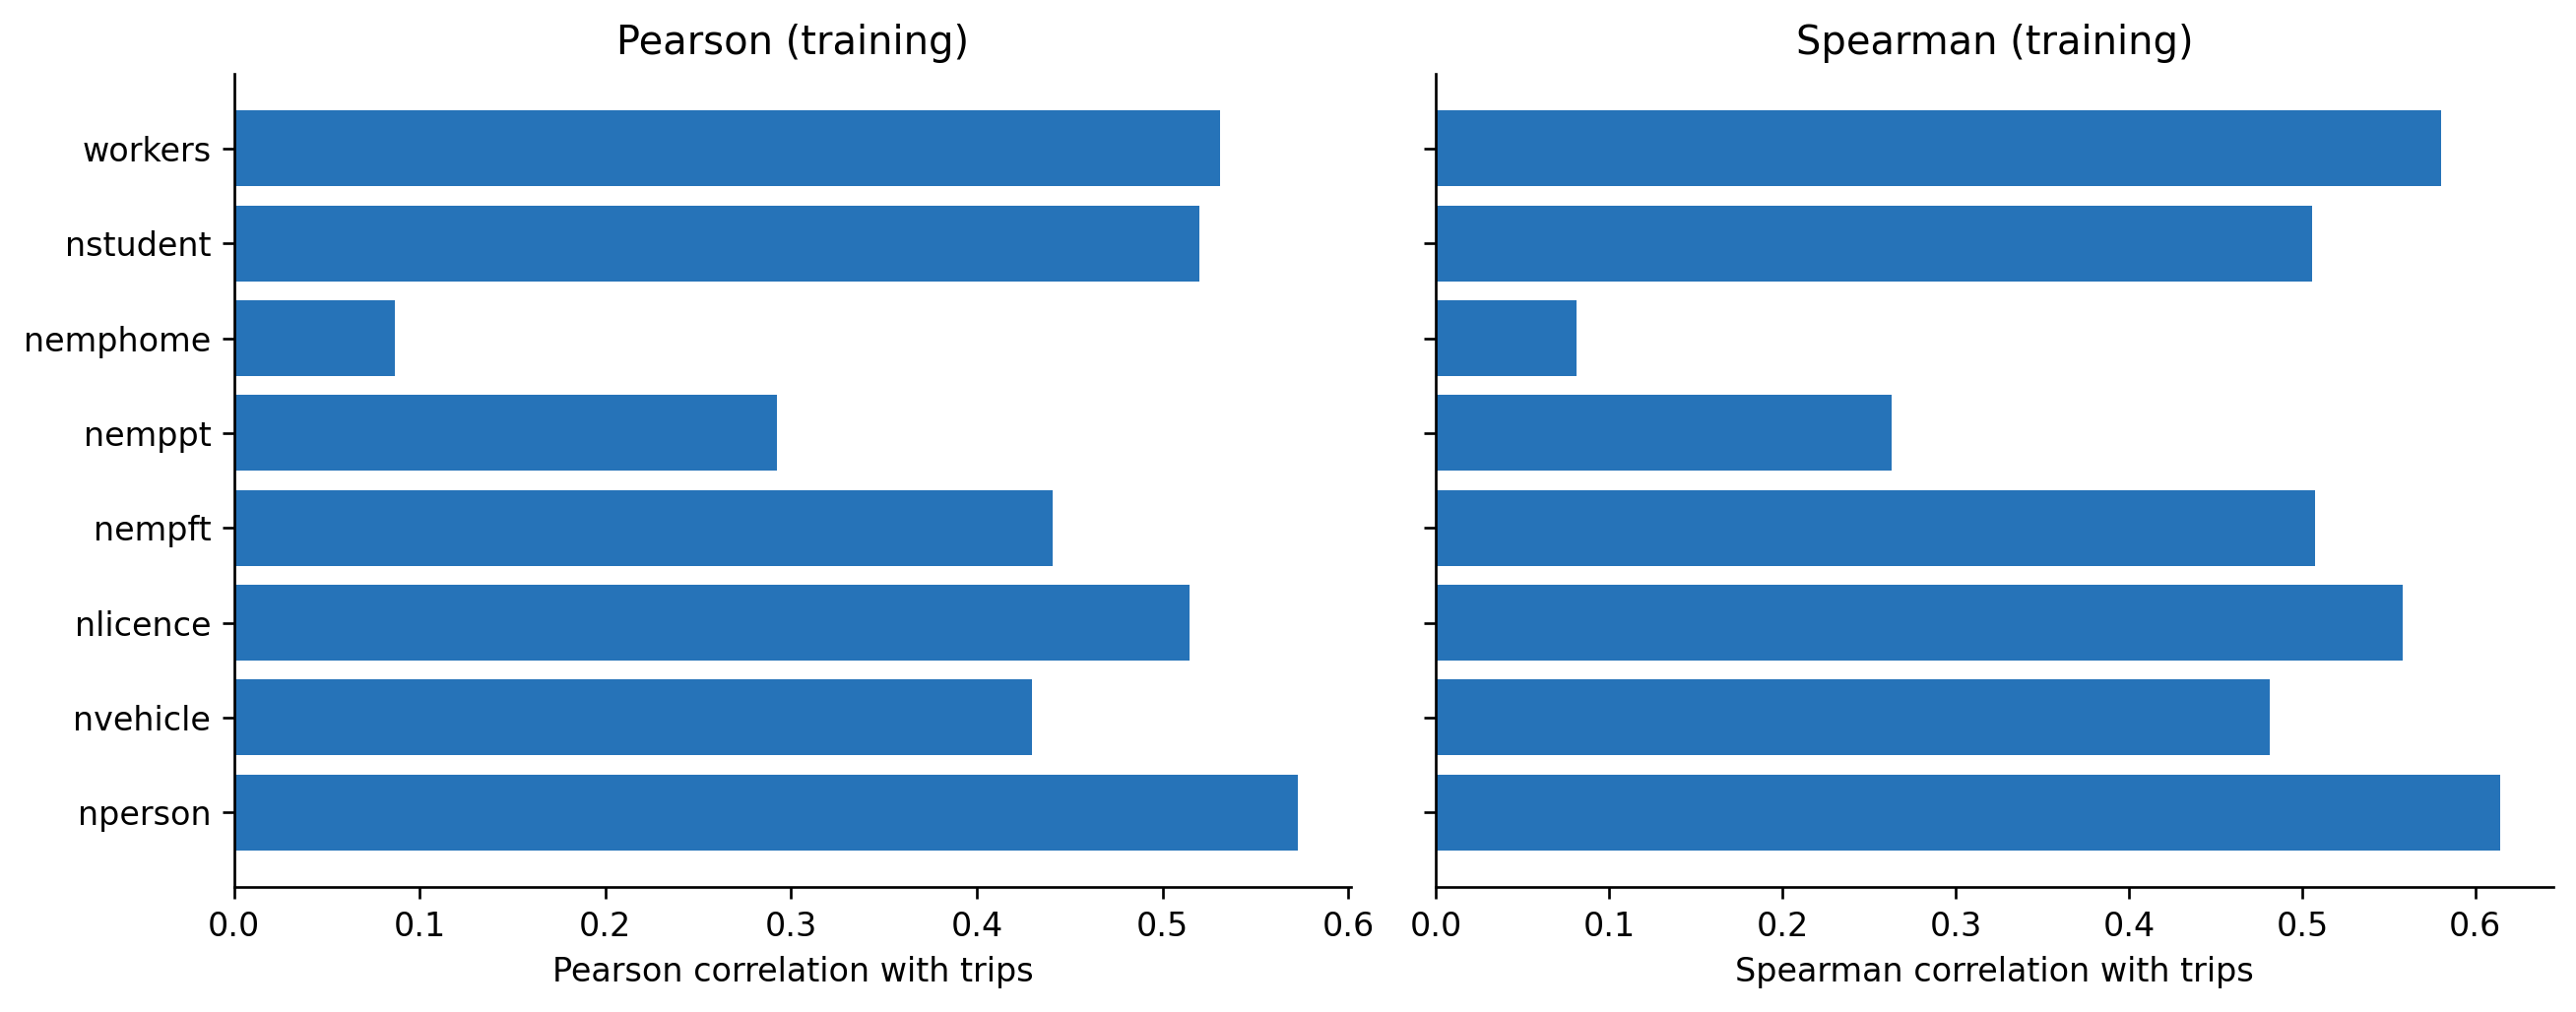 Pearson (training)
workers
nstudent
nemphome
nemppt
nempft
nlicence
nvehicle
nperson
0.0 0.1 0.2 0.3 0.4 0.5 0.6
Pearson correlation with trips
Spearman (training)
0.0 0.1 0.2 0.3 0.4 0.5 0.6
Spearman correlation with trips